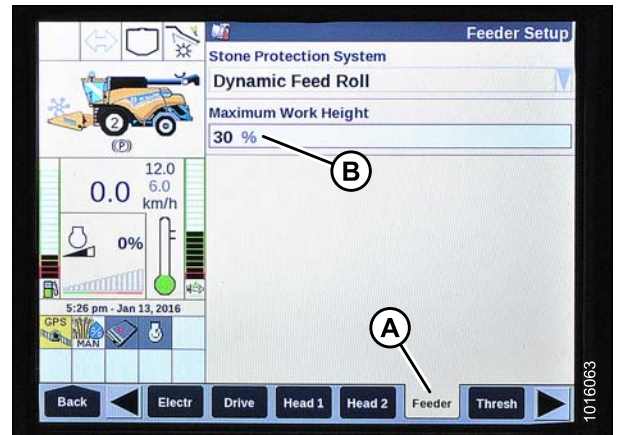 Feeder Setup
Stone Protection System
Dynamic Feed Roll
Maximum Work Height
30 %
B
2
(P)
12.0
0.0 6.0
km/h
0%
5:26 pm - Jan 13, 2016
GPS
MAN
A
Back Electr Drive Head 1 Head 2 Feeder Thresh
1016063